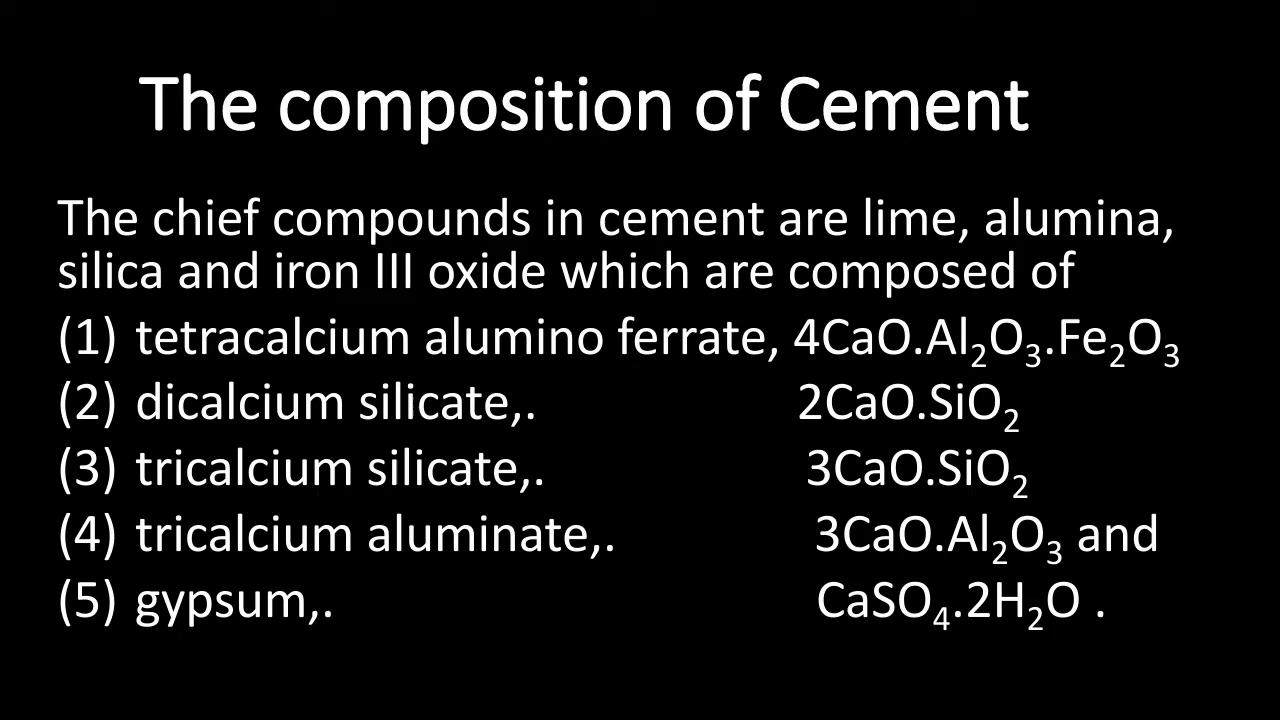 The composition of Cement
The chief compounds in cement are lime, alumina,
silica and iron III oxide which are composed of
(1) tetracalcium alumino ferrate, 4CaO.Al₂O₃.Fe₂O₃
(2) dicalcium silicate,. 2CaO.SiO₂
(3) tricalcium silicate,. 3CaO.SiO₂
(4) tricalcium aluminate,. 3CaO.Al₂O₃ and
(5) gypsum,. CaSO₄.2H₂O .